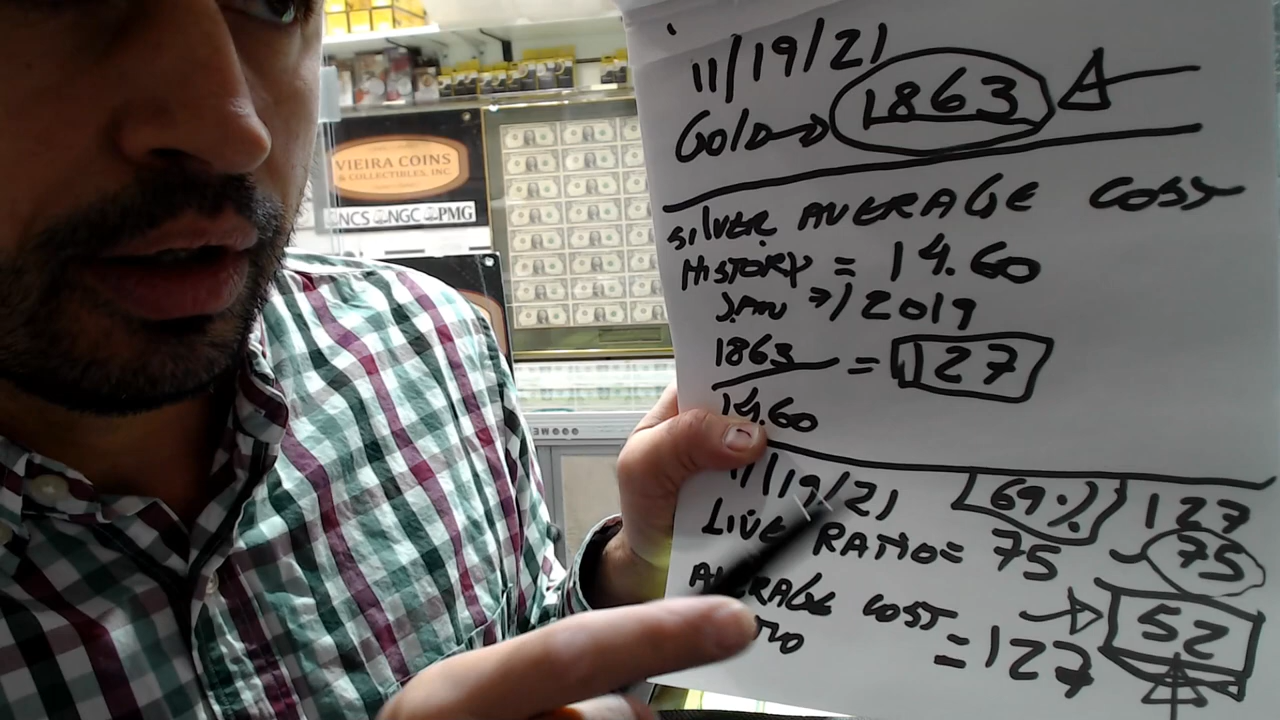 11/19/21
Gold → 1863
SILVER AVERAGE COST
HISTORY = 14.60
JAN → / 2019
1863 = 127
14.60
11/19/21 69% 127
LIVE RATIO = 75 - 75
AVERAGE COST = 127 → 52
VIEIRA COINS
& COLLECTIBLES, INC.
NCS NGC PMG